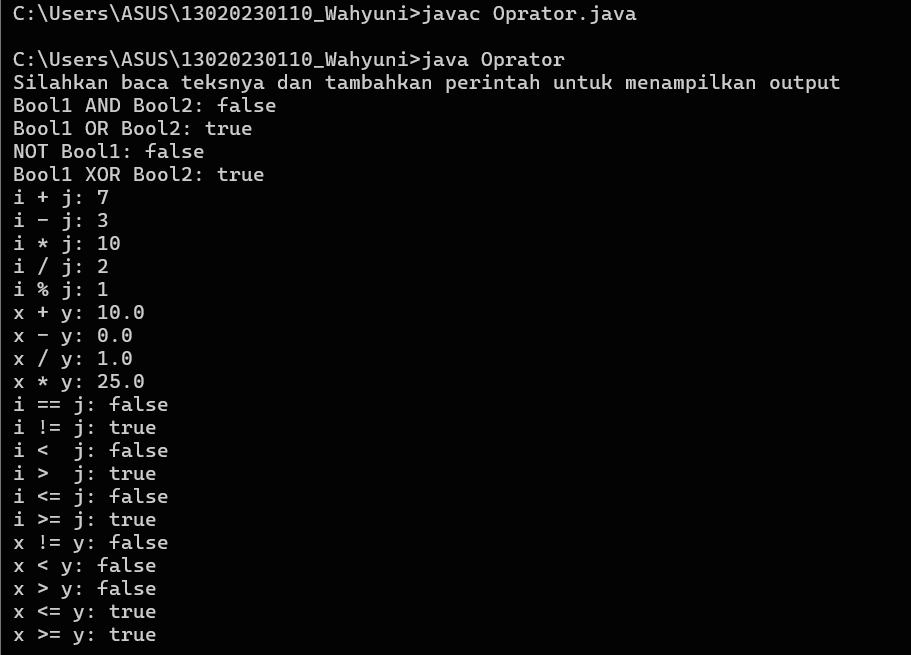 C:\Users\ASUS\13020230110_Wahyuni>javac Oprator.java
C:\Users\ASUS\13020230110_Wahyuni>java Oprator
Silahkan baca teksnya dan tambahkan perintah untuk menampilkan output
Bool1 AND Bool2: false
Bool1 OR Bool2: true
NOT Bool1: false
Bool1 XOR Bool2: true
i + j: 7
i - j: 3
i * j: 10
i / j: 2
i % j: 1
x + y: 10.0
x - y: 0.0
x / y: 1.0
x * y: 25.0
i == j: false
i != j: true
i <  j: false
i >  j: true
i <= j: false
i >= j: true
x != y: false
x < y: false
x > y: false
x <= y: true
x >= y: true